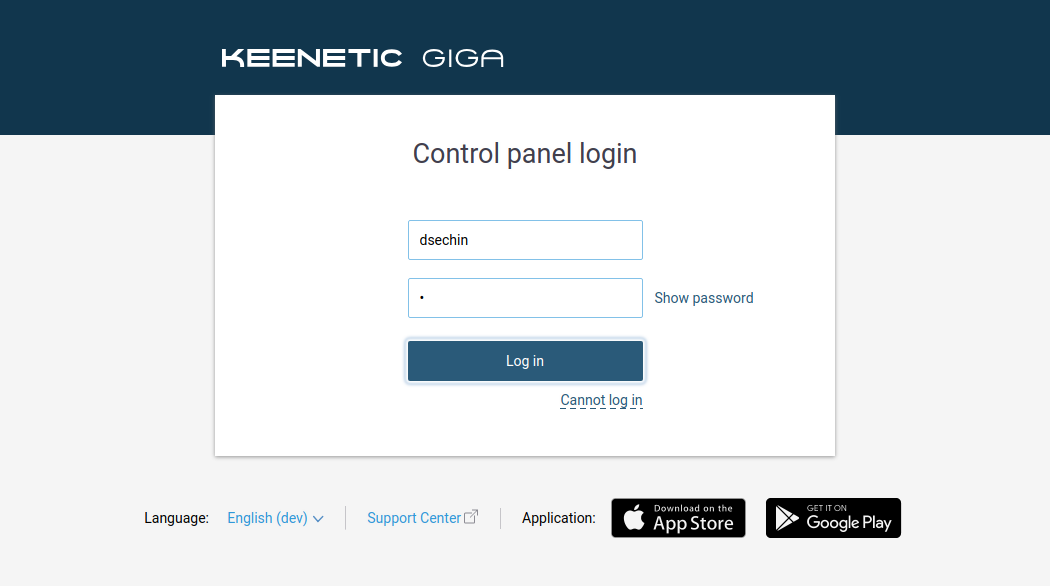 KEENETIC GIGA
Control panel login
dsechin
•
Show password
Log in
Cannot log in
Language: English (dev) Support Center Application: Download on the App Store GET IT ON Google Play